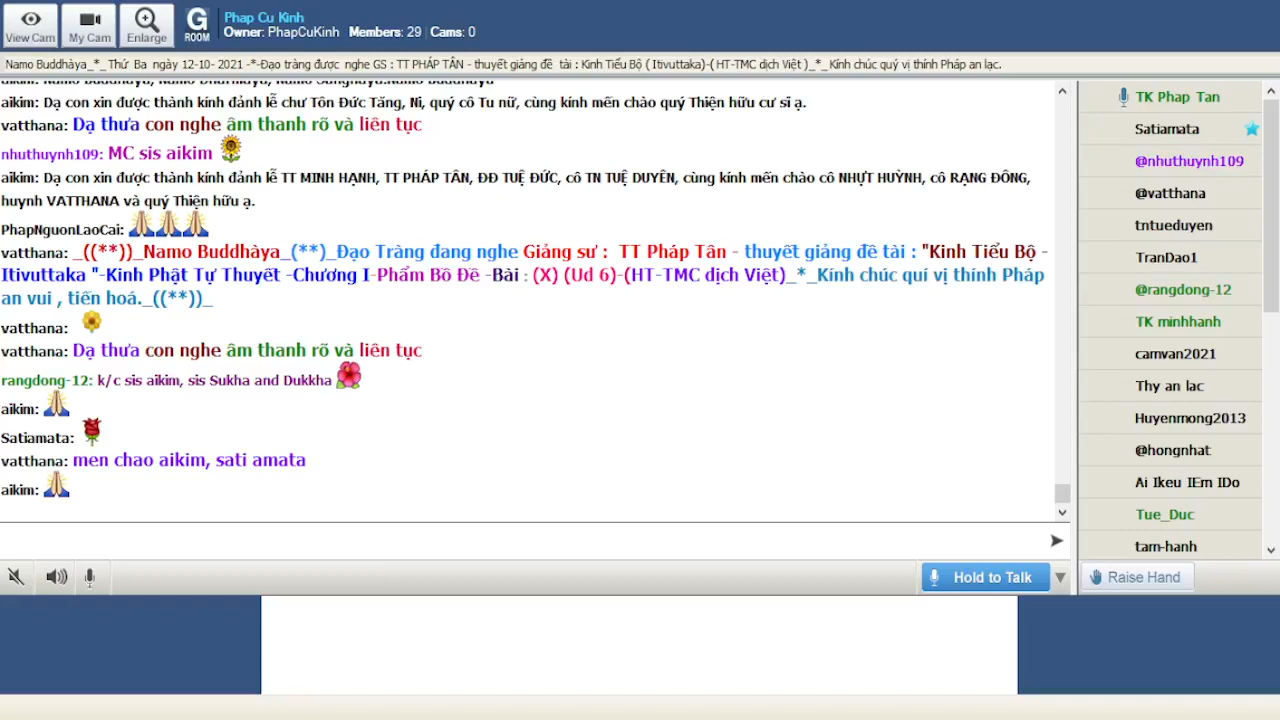 View Cam
My Cam
Enlarge
G
ROOM
Phap Cu Kinh
Owner: PhapCuKinh Members: 29 Cams: 0
Namo Buddhàya_*_ Thứ Ba ngày 12-10- 2021 -*-Đạo tràng được nghe GS : TT PHÁP TÂN - thuyết giảng đề tài : Kinh Tiểu Bộ ( Itivuttaka)-( HT-TMC dịch Việt )_*_ Kính chúc quý vị thính Pháp an lạc.
aikim: Namo Buddhaya, Namo Dharmaya, Namo Sanghaya.Namo Buddhaya
aikim: Dạ con xin được thành kính đảnh lễ chư Tôn Đức Tăng, Ni, quý cô Tu nữ, cùng kính mến chào quý Thiện hữu cư sĩ ạ.
vatthana: Dạ thưa con nghe âm thanh rõ và liên tục
nhuthuynh109: MC sis aikim
aikim: Dạ con xin được thành kính đảnh lễ TT MINH HẠNH, TT PHÁP TÂN, ĐĐ TUỆ ĐỨC, cô TN TUỆ DUYÊN, cùng kính mến chào cô NHỰT HUỲNH, cô RẠNG ĐÔNG,
huynh VATTHANA và quý Thiện hữu ạ.
PhapNguonLaoCai:
vatthana: _((**))_Namo Buddhàya_(**)_Đạo Tràng đang nghe Giảng sư : TT Pháp Tân - thuyết giảng đề tài : "Kinh Tiểu Bộ -
Itivuttaka "-Kinh Phật Tự Thuyết -Chương I-Phẩm Bồ Đề -Bài : (X) (Ud 6)-(HT-TMC dịch Việt)_*_Kính chúc quí vị thính Pháp
an vui , tiến hoá._((**))_
vatthana:
vatthana: Dạ thưa con nghe âm thanh rõ và liên tục
rangdong-12: k/c sis aikim, sis Sukha and Dukkha
aikim:
Satiamata:
vatthana: men chao aikim, sati amata
aikim:
TK Phap Tan
Satiamata
@nhuthuynh109
@vatthana
tntueduyen
TranDao1
@rangdong-12
TK minhhanh
camvan2021
Thy an lac
Huyenmong2013
@hongnhat
Ai Ikeu IEm IDo
Tue_Duc
tam-hanh
Hold to Talk
Raise Hand